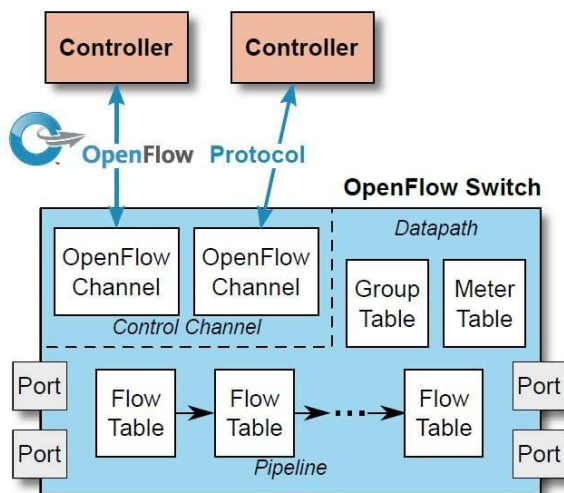 Controller Controller
OpenFlow Protocol
OpenFlow Switch
Datapath
OpenFlow
Channel
OpenFlow
Channel
Control Channel
Group
Table
Meter
Table
Port
Port
Flow
Table
Flow
Table
...
Flow
Table
Pipeline
Port
Port